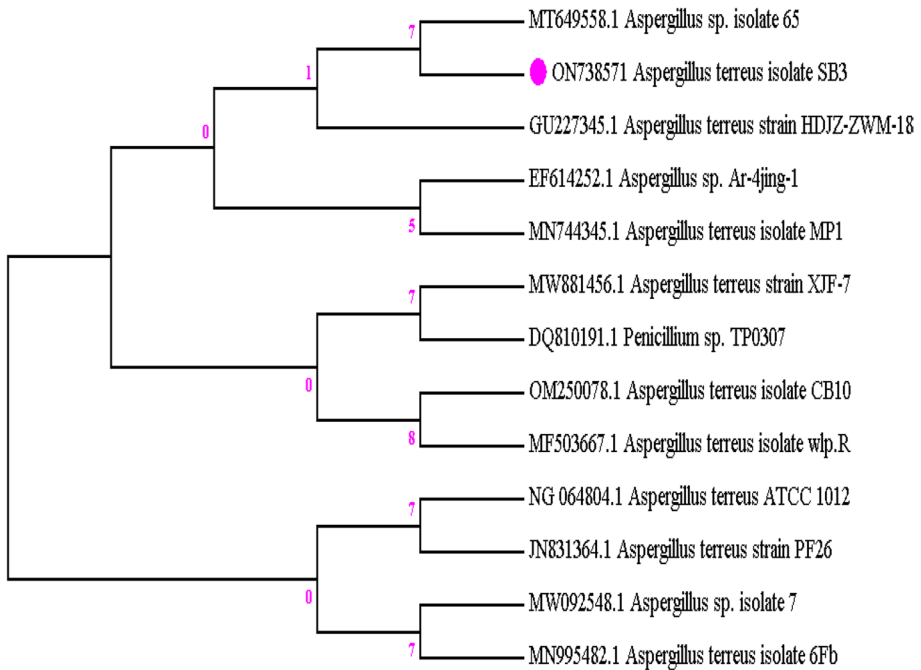 7
MT649558.1 Aspergillus sp. isolate 65
1
ON738571 Aspergillus terreus isolate SB3
0
GU227345.1 Aspergillus terreus strain HDJZ-ZWM-18
EF614252.1 Aspergillus sp. Ar-4jing-1
5
MN744345.1 Aspergillus terreus isolate MP1
7
MW881456.1 Aspergillus terreus strain XJF-7
DQ810191.1 Penicillium sp. TP0307
0
OM250078.1 Aspergillus terreus isolate CB10
8
MF503667.1 Aspergillus terreus isolate wlp.R
7
NG 064804.1 Aspergillus terreus ATCC 1012
JN831364.1 Aspergillus terreus strain PF26
0
MW092548.1 Aspergillus sp. isolate 7
7
MN995482.1 Aspergillus terreus isolate 6Fb